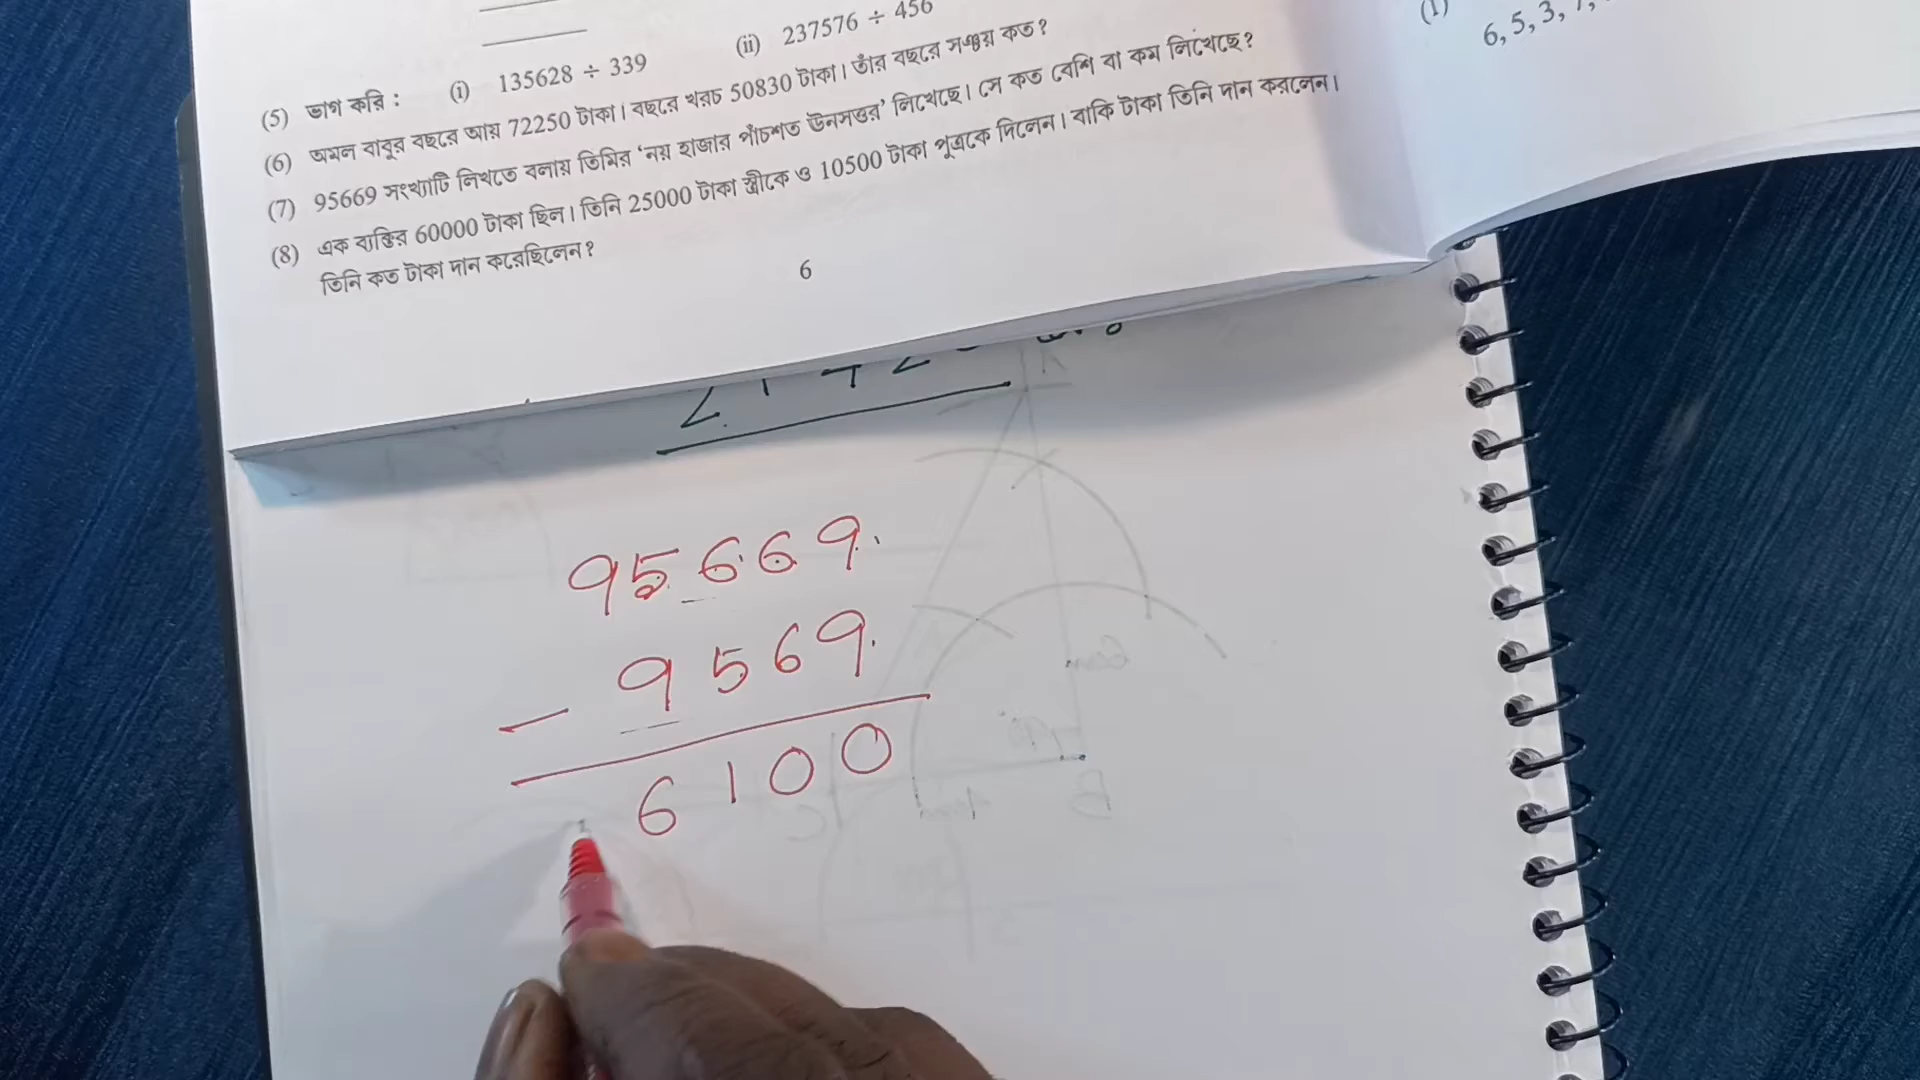 (5) ভাগ করি : (i) 135628 ÷ 339 (ii) 237576 ÷ 456
(6) অমল বাবুর বছরে আয় 72250 টাকা। বছরে খরচ 50830 টাকা। তাঁর বছরে সঞ্চয় কত?
(7) 95669 সংখ্যাটি লিখতে বলায় তিমির ‘নয় হাজার পাঁচশত ঊনসত্তর’ লিখেছে। সে কত বেশি বা কম লিখেছে?
(8) এক ব্যক্তির 60000 টাকা ছিল। তিনি 25000 টাকা স্ত্রীকে ও 10500 টাকা পুত্রকে দিলেন। বাকি টাকা তিনি দান করলেন।
তিনি কত টাকা দান করেছিলেন?
6
(1)
6, 5, 3,
95669
- 9569
6100